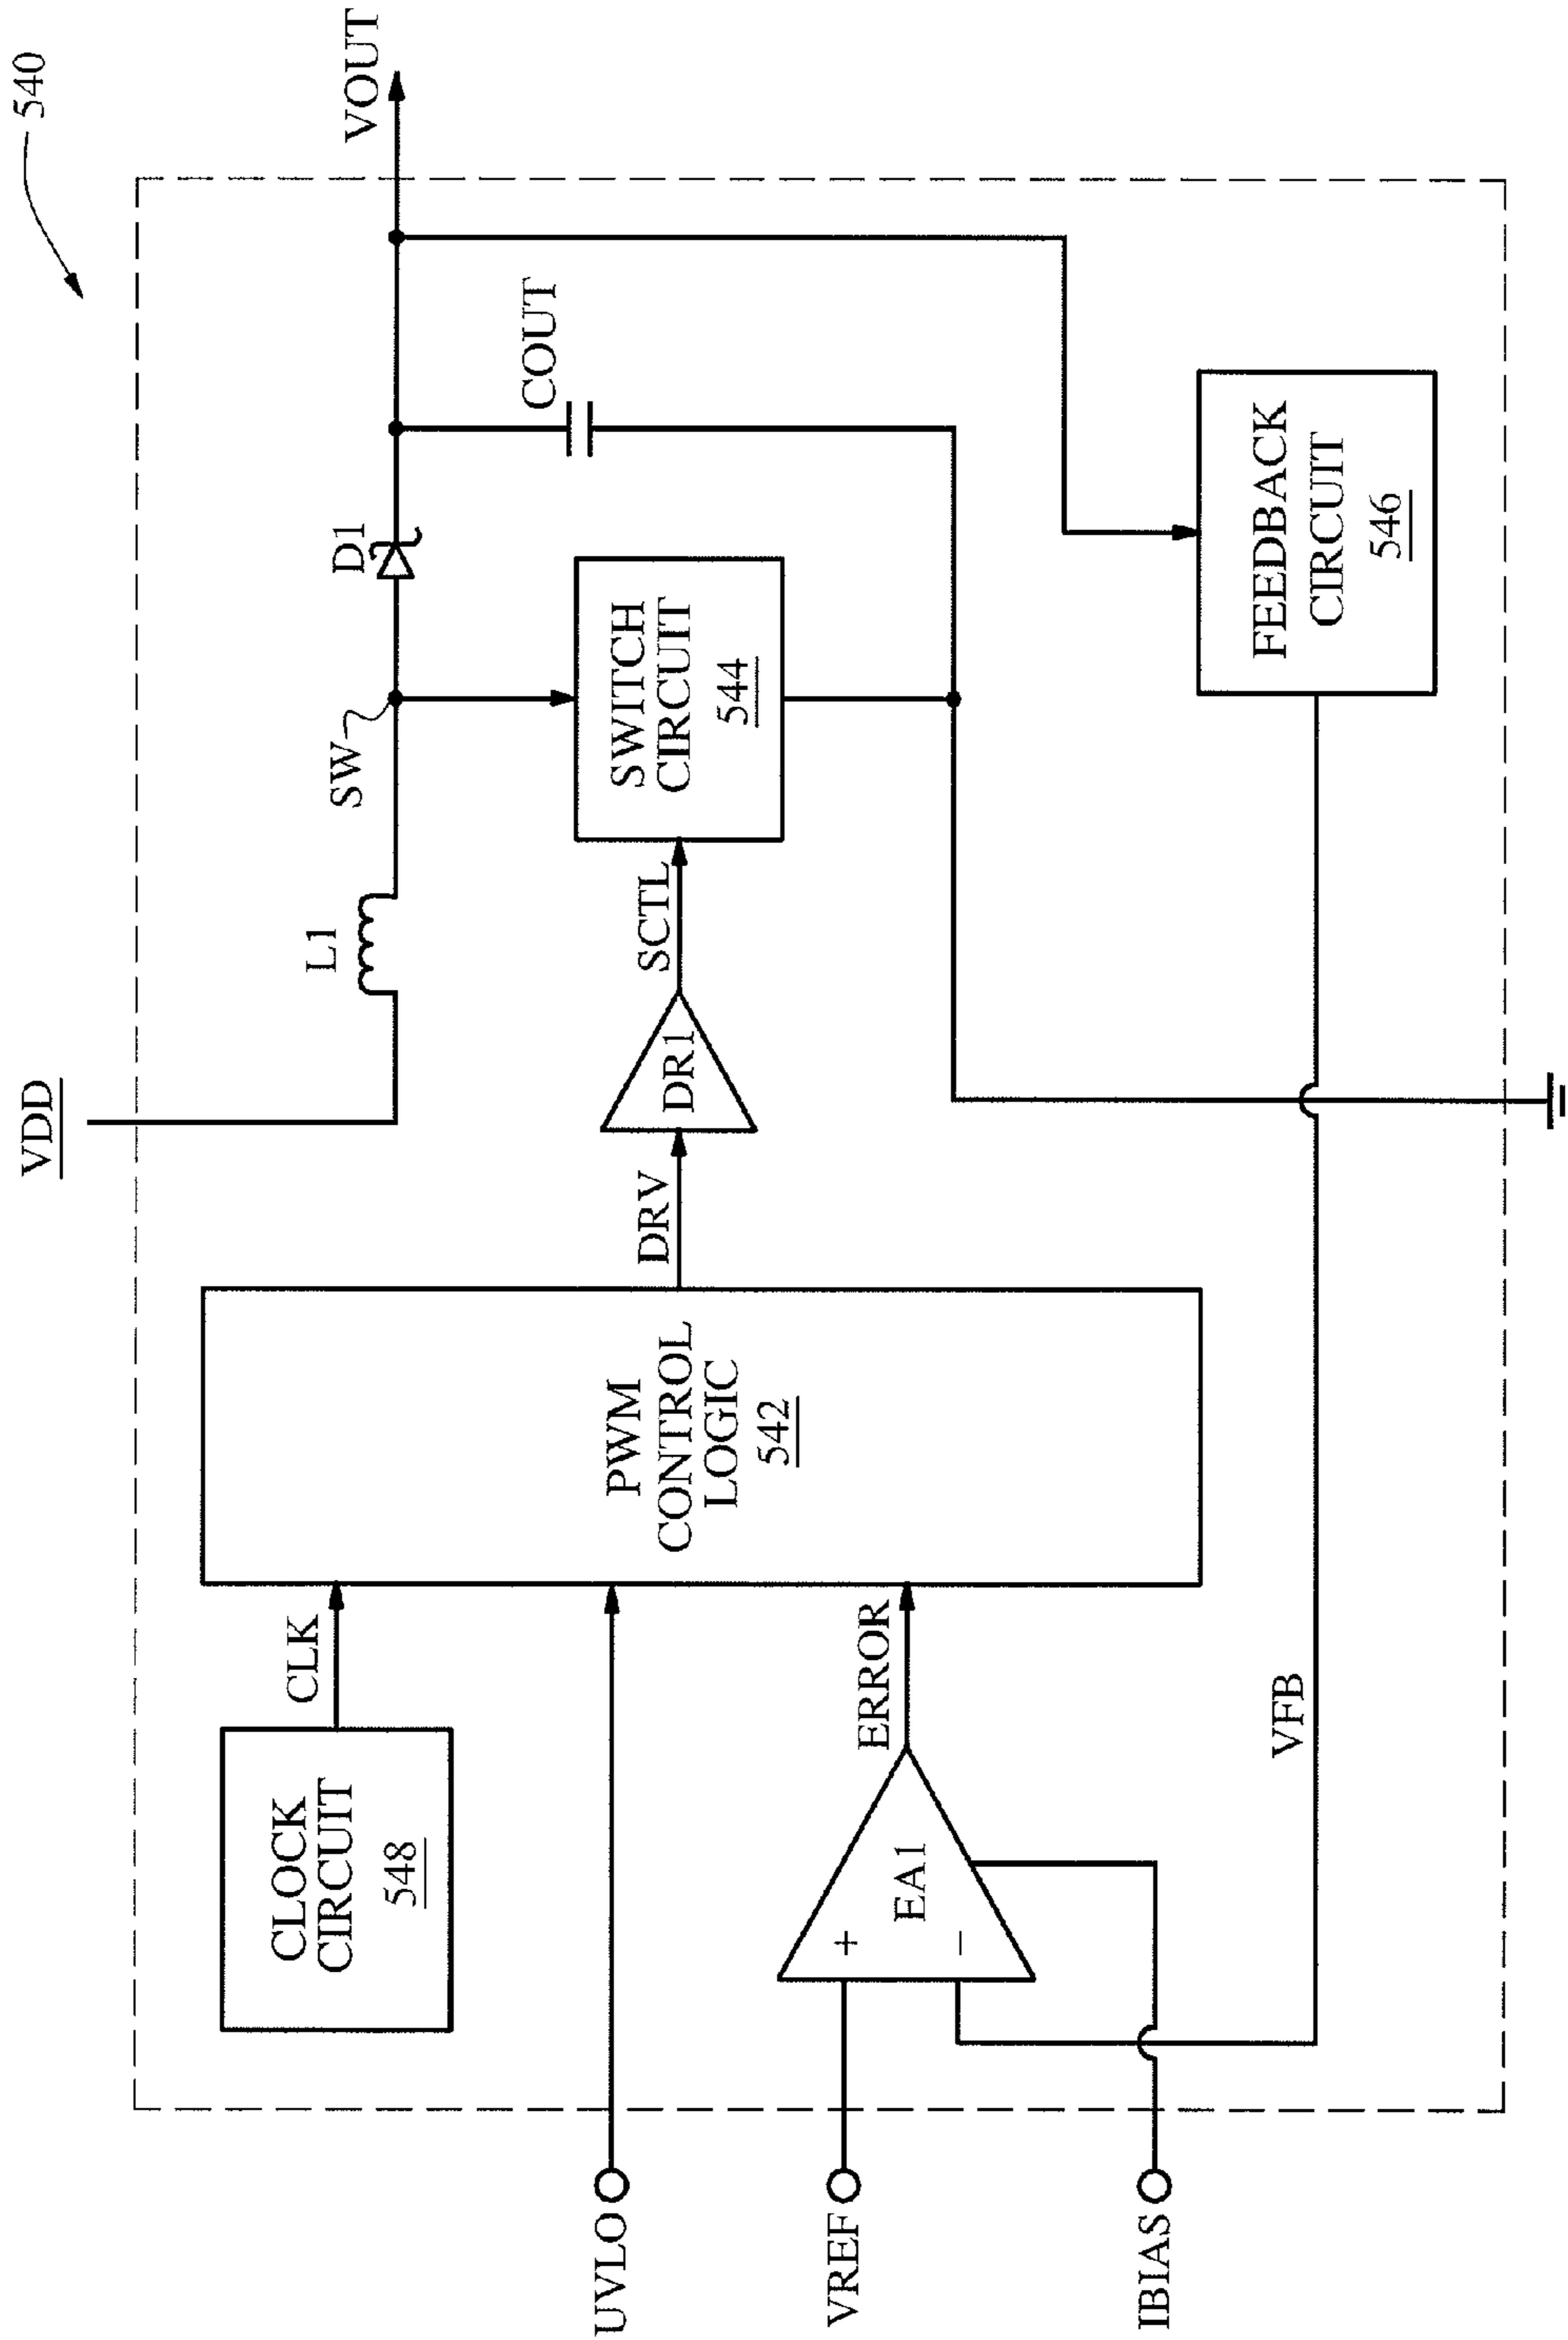 540
VDD
VOUT
L1
SW
D1
COUT
CLOCK
CIRCUIT
548
CLK
PWM
CONTROL
LOGIC
542
DRV
DR1
SCTL
SWITCH
CIRCUIT
544
UVLO
VREF
IBIAS
+
−
EA1
ERROR
VFB
FEEDBACK
CIRCUIT
546